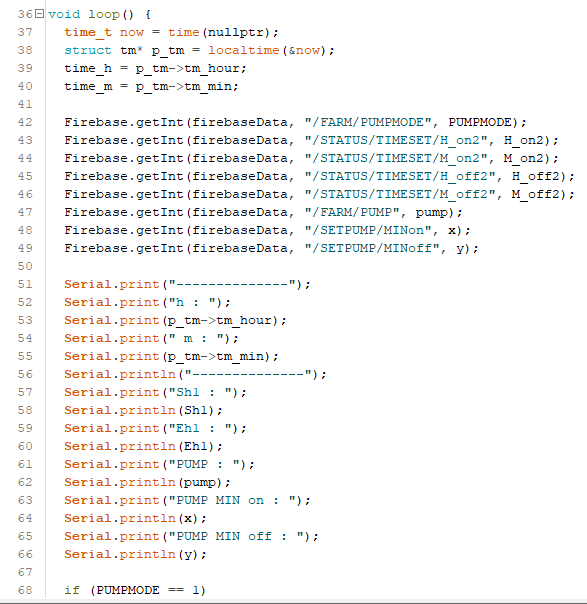 36 void loop() {
37 time_t now = time(nullptr);
38 struct tm* p_tm = localtime(&now);
39 time_h = p_tm->tm_hour;
40 time_m = p_tm->tm_min;
41
42 Firebase.getInt(firebaseData, "/FARM/PUMPMODE", PUMPMODE);
43 Firebase.getInt(firebaseData, "/STATUS/TIMESET/H_on2", H_on2);
44 Firebase.getInt(firebaseData, "/STATUS/TIMESET/M_on2", M_on2);
45 Firebase.getInt(firebaseData, "/STATUS/TIMESET/H_off2", H_off2);
46 Firebase.getInt(firebaseData, "/STATUS/TIMESET/M_off2", M_off2);
47 Firebase.getInt(firebaseData, "/FARM/PUMP", pump);
48 Firebase.getInt(firebaseData, "/SETPUMP/MINon", x);
49 Firebase.getInt(firebaseData, "/SETPUMP/MINoff", y);
50
51 Serial.print("--------------");
52 Serial.print("h : ");
53 Serial.print(p_tm->tm_hour);
54 Serial.print(" m : ");
55 Serial.print(p_tm->tm_min);
56 Serial.println("--------------");
57 Serial.print("Sh1 : ");
58 Serial.println(Sh1);
59 Serial.print("Eh1 : ");
60 Serial.println(Eh1);
61 Serial.print("PUMP : ");
62 Serial.println(pump);
63 Serial.print("PUMP MIN on : ");
64 Serial.println(x);
65 Serial.print("PUMP MIN off : ");
66 Serial.println(y);
67
68 if (PUMPMODE == 1)